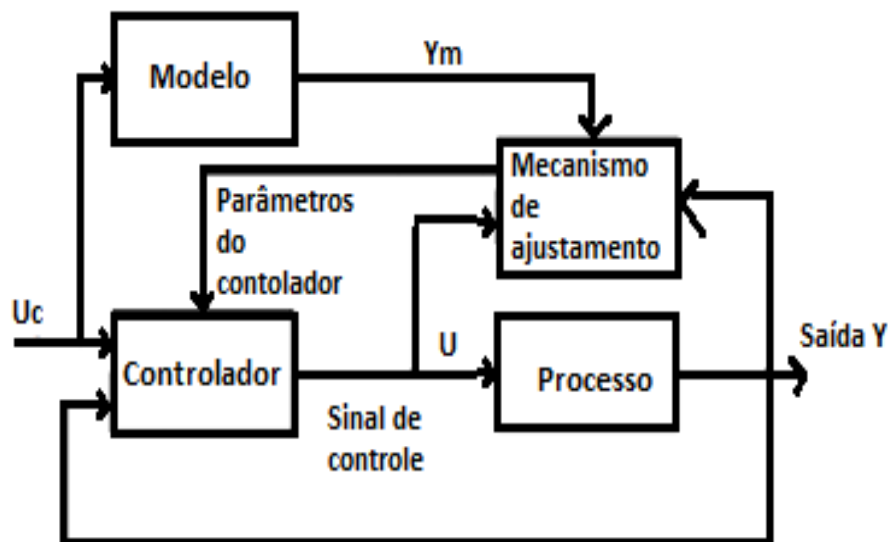 Modelo
Ym
Mecanismo
de
ajustamento
Parâmetros
do
contolador
Uc
Controlador
U
Processo
Saída Y
Sinal de
controle